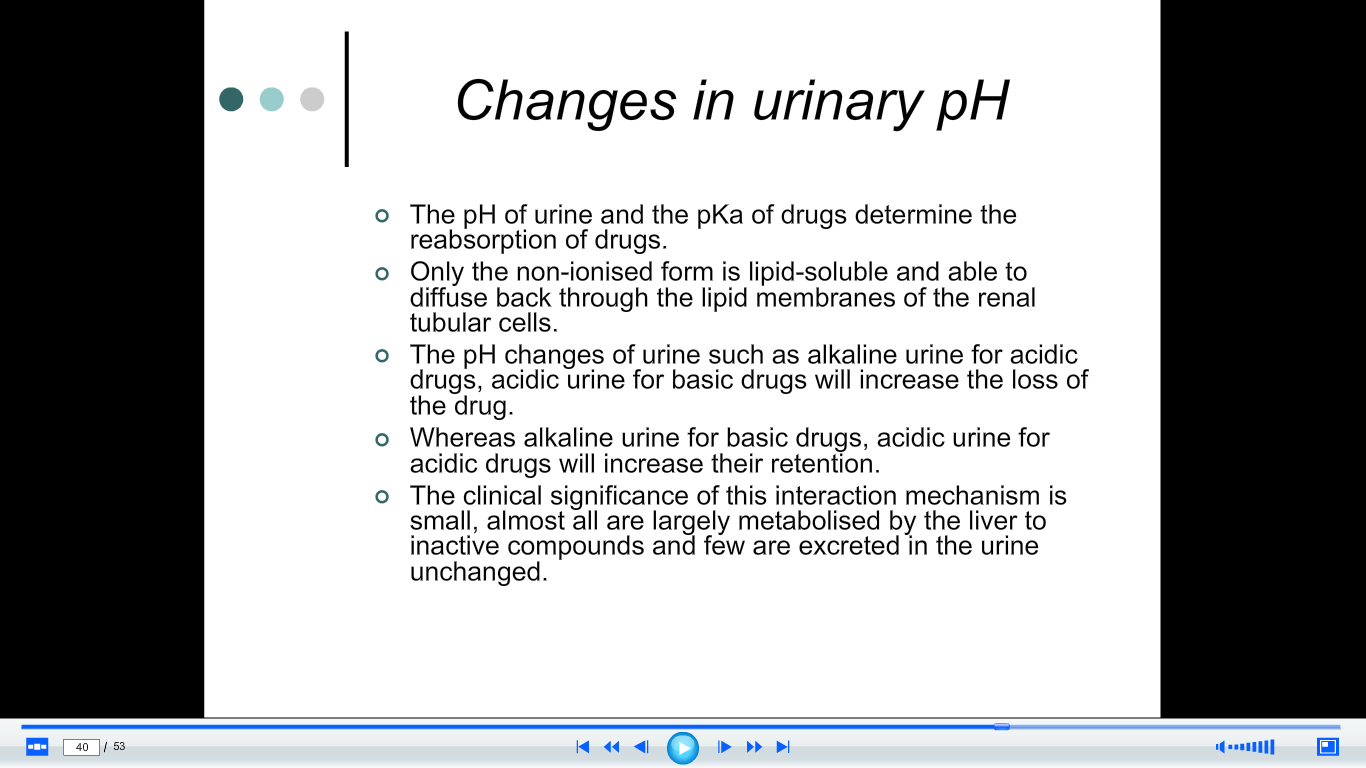 Changes in urinary pH
The pH of urine and the pKa of drugs determine the
reabsorption of drugs.
Only the non-ionised form is lipid-soluble and able to
diffuse back through the lipid membranes of the renal
tubular cells.
The pH changes of urine such as alkaline urine for acidic
drugs, acidic urine for basic drugs will increase the loss of
the drug.
Whereas alkaline urine for basic drugs, acidic urine for
acidic drugs will increase their retention.
The clinical significance of this interaction mechanism is
small, almost all are largely metabolised by the liver to
inactive compounds and few are excreted in the urine
unchanged.
40 / 53